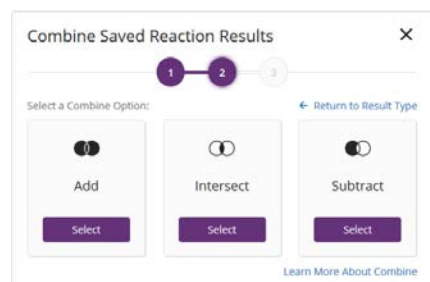 Combine Saved Reaction Results ×
1 2 3
Select a Combine Option: ← Return to Result Type
Add Intersect Subtract
Select Select Select
Learn More About Combine